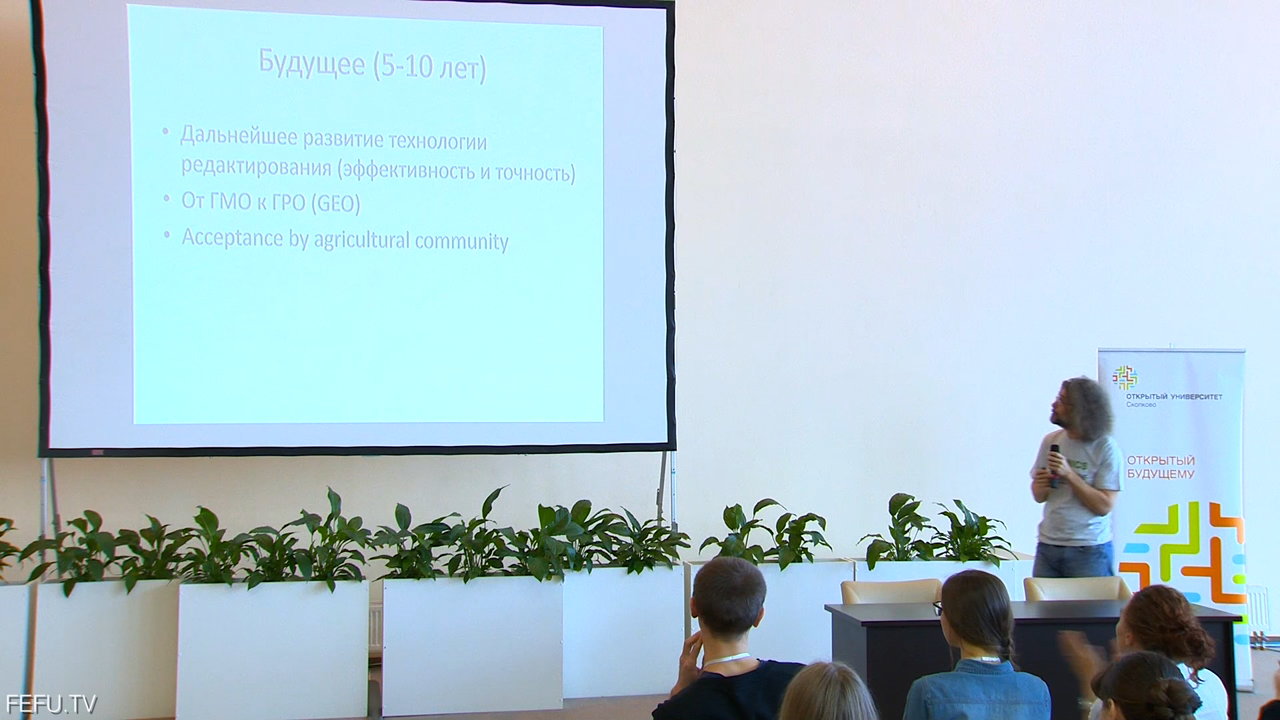 Будущее (5-10 лет)
• Дальнейшее развитие технологии
редактирования (эффективность и точность)
• От ГМО к ГРО (GEO)
• Acceptance by agricultural community
ОТКРЫТЫЙ УНИВЕРСИТЕТ
Сколково
ОТКРЫТЫЙ
БУДУЩЕМУ
FEFU.TV